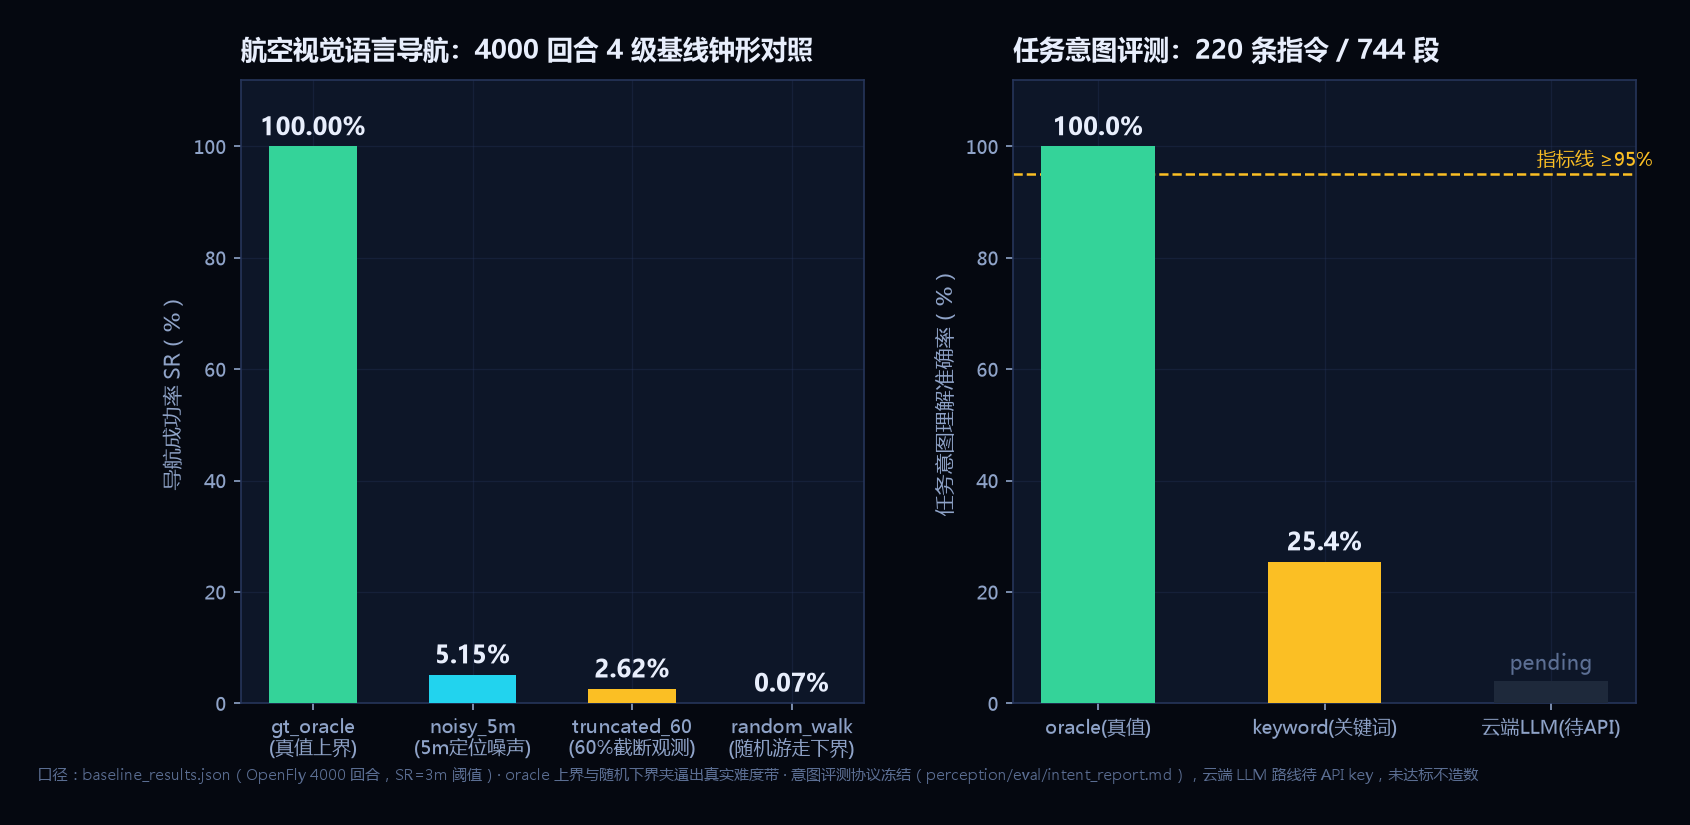 航空视觉语言导航：4000 回合 4 级基线钟形对照
导航成功率 SR（%）
100
80
60
40
20
0
100.00%
5.15%
2.62%
0.07%
gt_oracle
(真值上界)
noisy_5m
(5m定位噪声)
truncated_60
(60%截断观测)
random_walk
(随机游走下界)
任务意图评测：220 条指令 / 744 段
任务意图理解准确率（%）
100
80
60
40
20
0
100.0%
指标线 ≥95%
25.4%
pending
oracle(真值)
keyword(关键词)
云端LLM(待API)
口径：baseline_results.json（OpenFly 4000 回合，SR=3m 阈值）· oracle 上界与随机下界夹逼出真实难度带 · 意图评测协议冻结（perception/eval/intent_report.md），云端 LLM 路线待 API key，未达标不造数